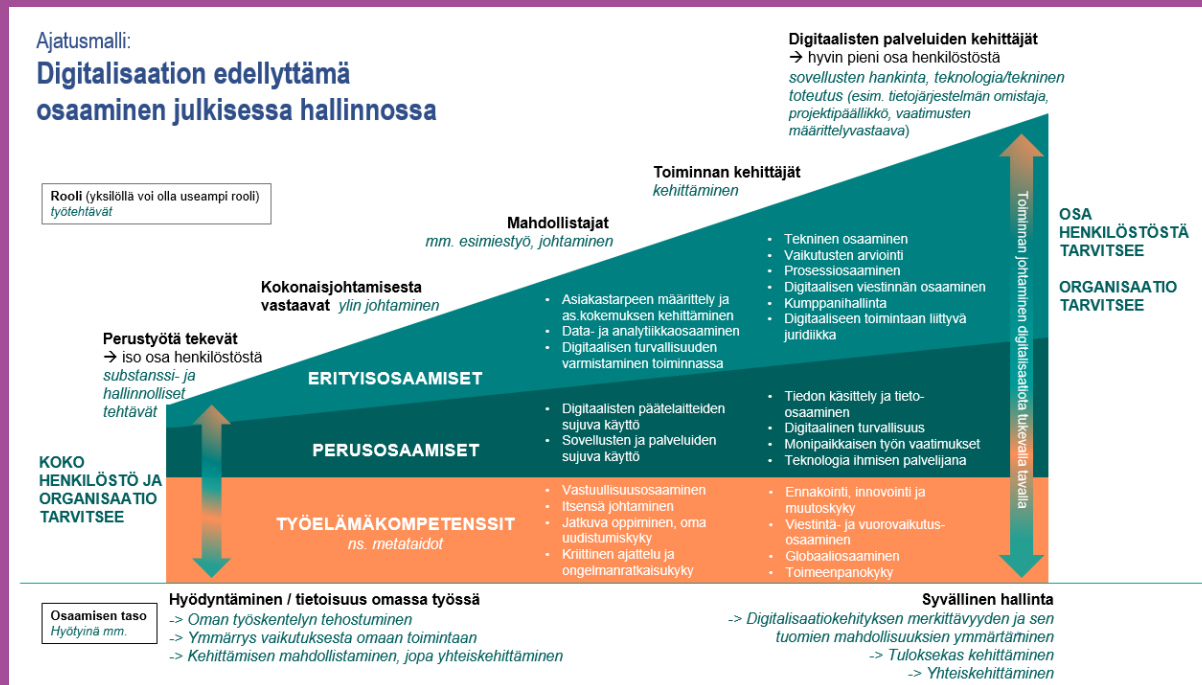 Ajatusmalli:
Digitalisaation edellyttämä
osaaminen julkisessa hallinnossa
Rooli (yksilöllä voi olla useampi rooli)
työtehtävät
Digitaalisten palveluiden kehittäjät
→ hyvin pieni osa henkilöstöstä
sovellusten hankinta, teknologia/tekninen
toteutus (esim. tietojärjestelmän omistaja,
projektipäällikkö, vaatimusten
määrittelyvastaava)
Toiminnan kehittäjät
kehittäminen
Mahdollistajat
mm. esimiestyö, johtaminen
Kokonaisjohtamisesta
vastaavat ylin johtaminen
Perustyötä tekevät
→ iso osa henkilöstöstä
substanssi- ja
hallinnolliset
tehtävät
KOKO
HENKILÖSTÖ JA
ORGANISAATIO
TARVITSEE
OSA
HENKILÖSTÖSTÄ
TARVITSEE
ORGANISAATIO
TARVITSEE
Toiminnan johtaminen digitalisaatiota tukevalla tavalla
ERITYISOSAAMISET
• Asiakastarpeen määrittely ja
as.kokemuksen kehittäminen
• Data- ja analytiikkaosaaminen
• Digitaalisen turvallisuuden
varmistaminen toiminnassa
• Tekninen osaaminen
• Vaikutusten arviointi
• Prosessiosaaminen
• Digitaalisen viestinnän osaaminen
• Kumppanihallinta
• Digitaaliseen toimintaan liittyvä
juridiikka
PERUSOSAAMISET
• Digitaalisten päätelaitteiden
sujuva käyttö
• Sovellusten ja palveluiden
sujuva käyttö
• Tiedon käsittely ja tieto-
osaaminen
• Digitaalinen turvallisuus
• Monipaikkaisen työn vaatimukset
• Teknologia ihmisen palvelijana
TYÖELÄMÄKOMPETENSSIT
ns. metataidot
• Vastuullisuusosaaminen
• Itsensä johtaminen
• Jatkuva oppiminen, oma
uudistumiskyky
• Kriittinen ajattelu ja
ongelmanratkaisukyky
• Ennakointi, innovointi ja
muutoskyky
• Viestintä- ja vuorovaikutus-
osaaminen
• Globaaliosaaminen
• Toimeenpanokyky
Osaamisen taso
Hyötyinä mm.
Hyödyntäminen / tietoisuus omassa työssä
-> Oman työskentelyn tehostuminen
-> Ymmärrys vaikutuksesta omaan toimintaan
-> Kehittämisen mahdollistaminen, jopa yhteiskehittäminen
Syvällinen hallinta
-> Digitalisaatiokehityksen merkittävyyden ja sen
tuomien mahdollisuuksien ymmärtäminen
-> Tuloksekas kehittäminen
-> Yhteiskehittäminen